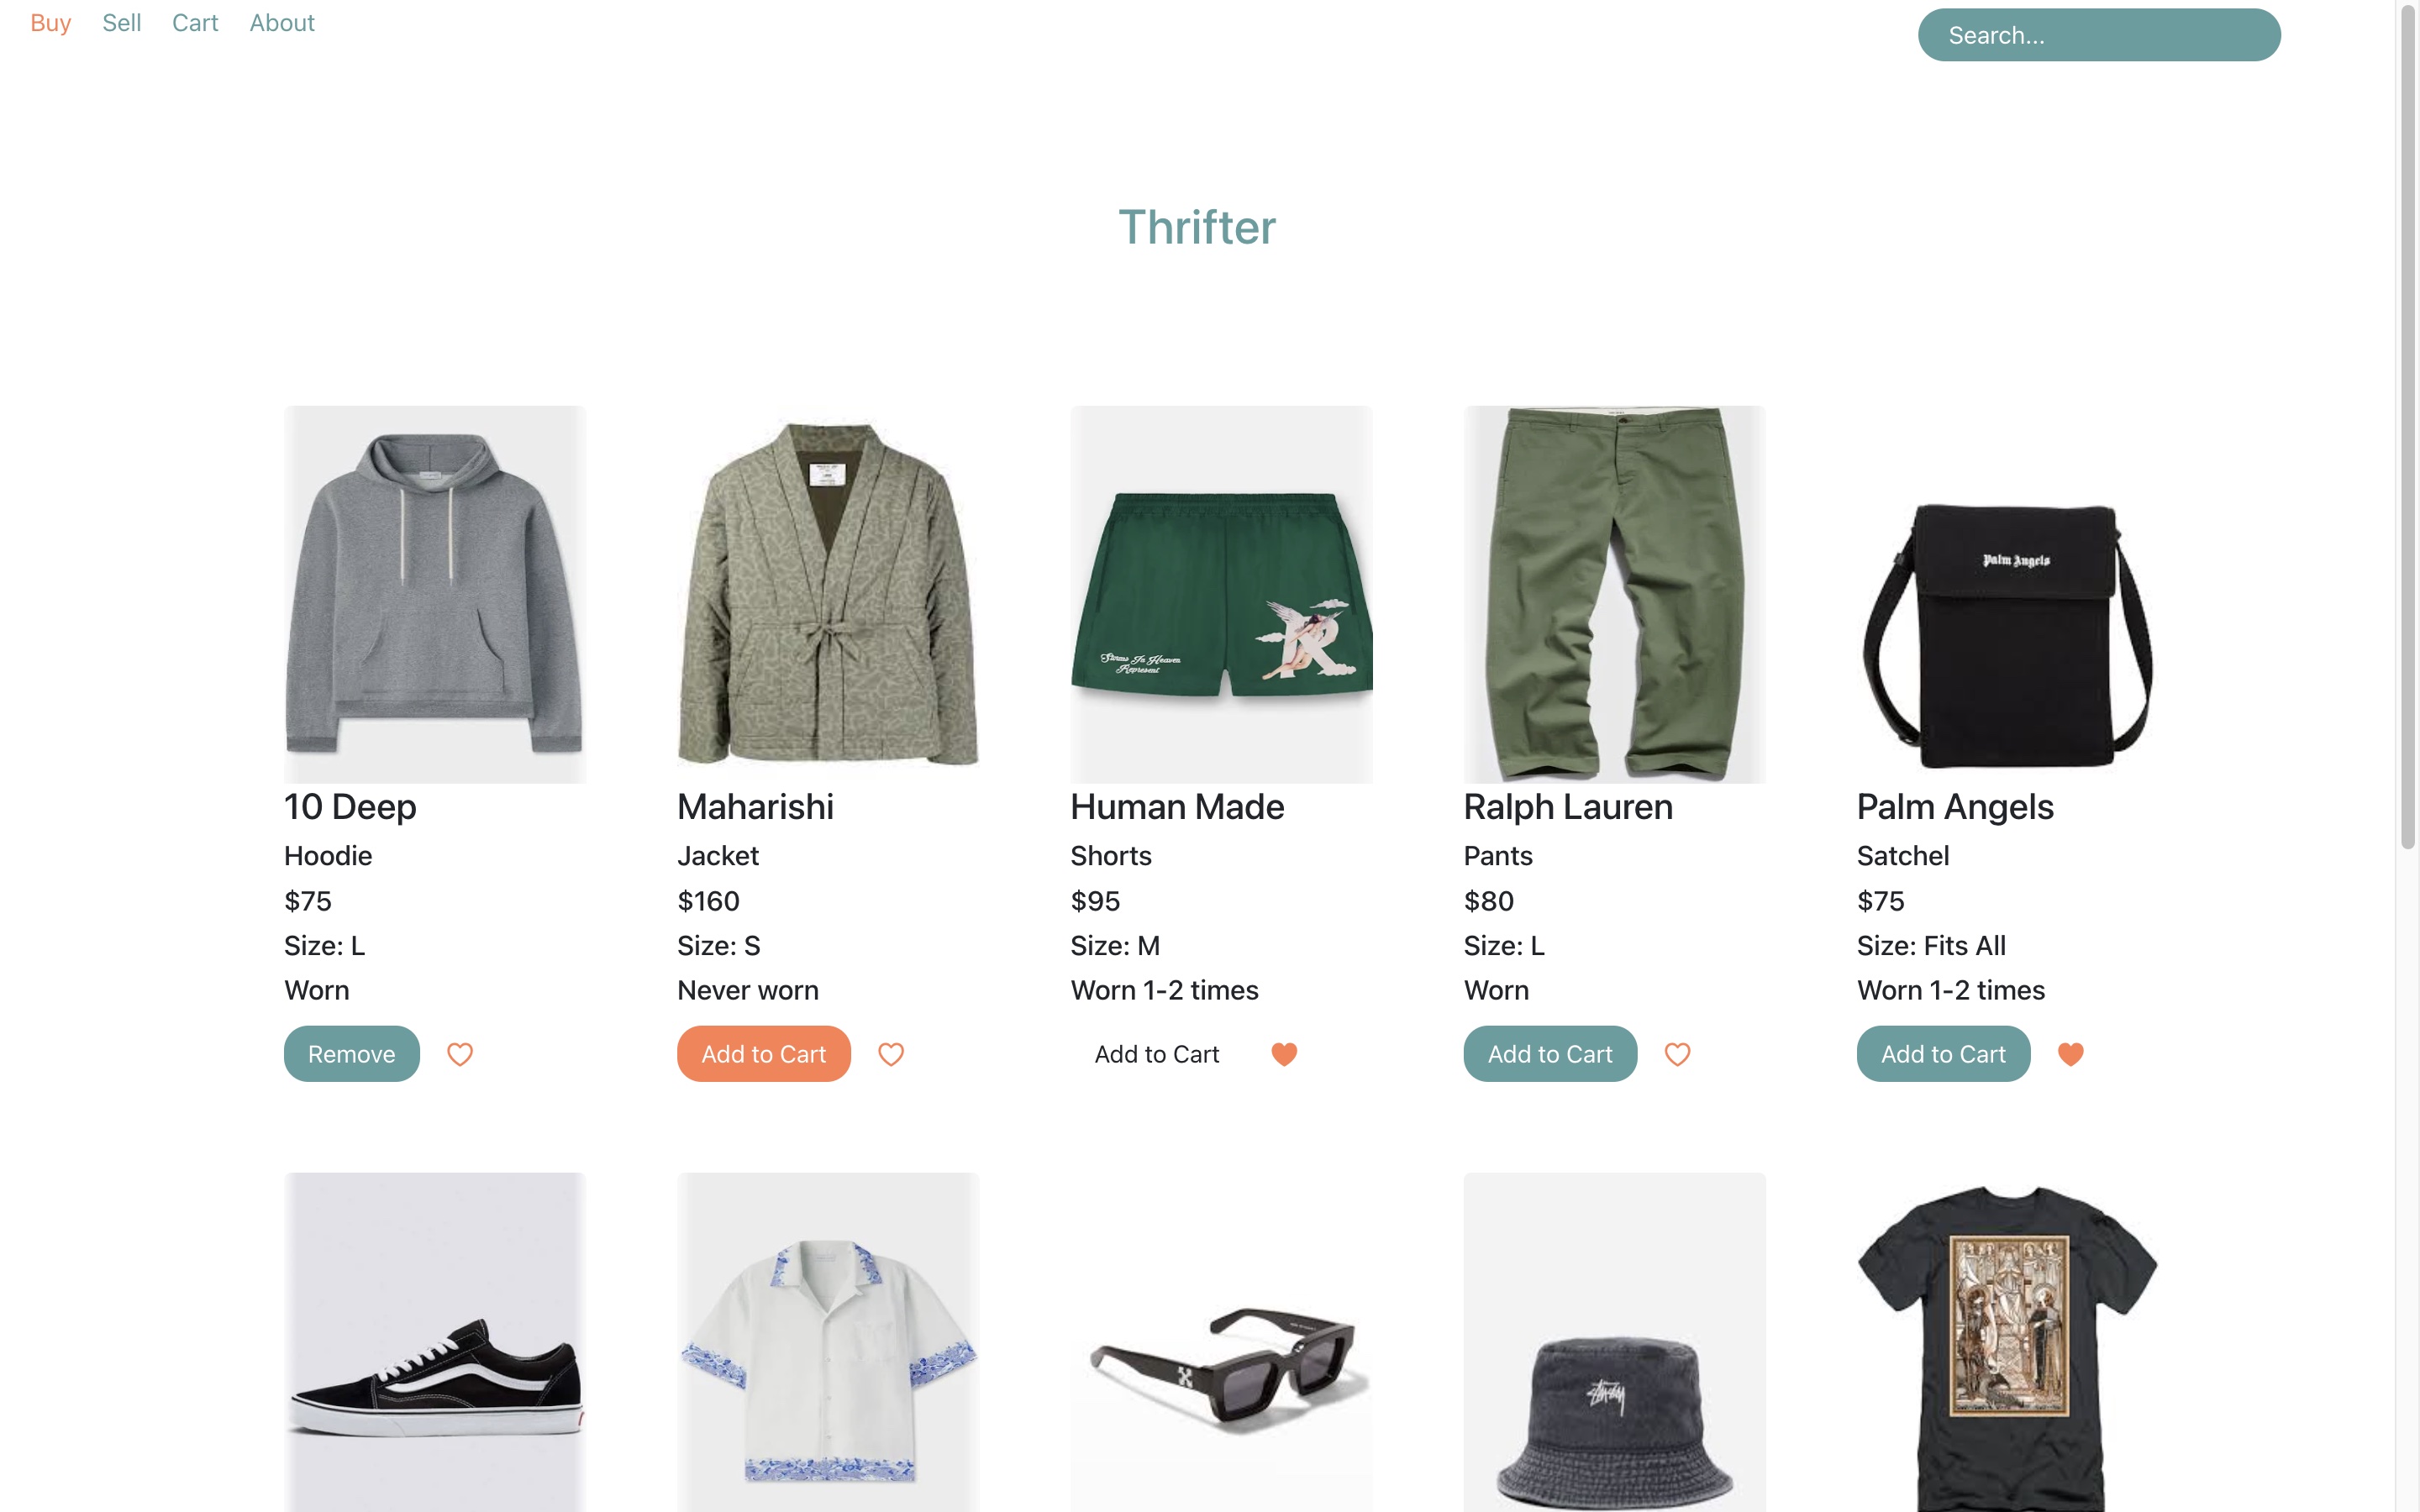 Buy Sell Cart About
Search...
Thrifter
Palm Angels
Represent
10 Deep
Hoodie
$75
Size: L
Worn
Remove
Maharishi
Jacket
$160
Size: S
Never worn
Add to Cart
Human Made
Shorts
$95
Size: M
Worn 1-2 times
Add to Cart
Ralph Lauren
Pants
$80
Size: L
Worn
Add to Cart
Palm Angels
Satchel
$75
Size: Fits All
Worn 1-2 times
Add to Cart
Stüssy